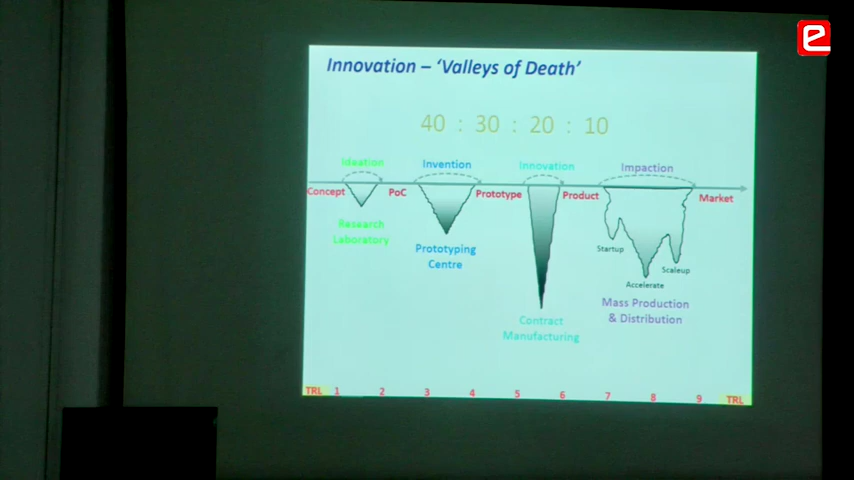 e
Innovation – ‘Valleys of Death’
40 : 30 : 20 : 10
Ideation Invention Innovation Impaction
Concept PoC Prototype Product Market
Research
Laboratory
Prototyping
Centre
Startup
Scaleup
Accelerate
Mass Production
& Distribution
Contract
Manufacturing
TRL 1 2 3 4 5 6 7 8 9 TRL